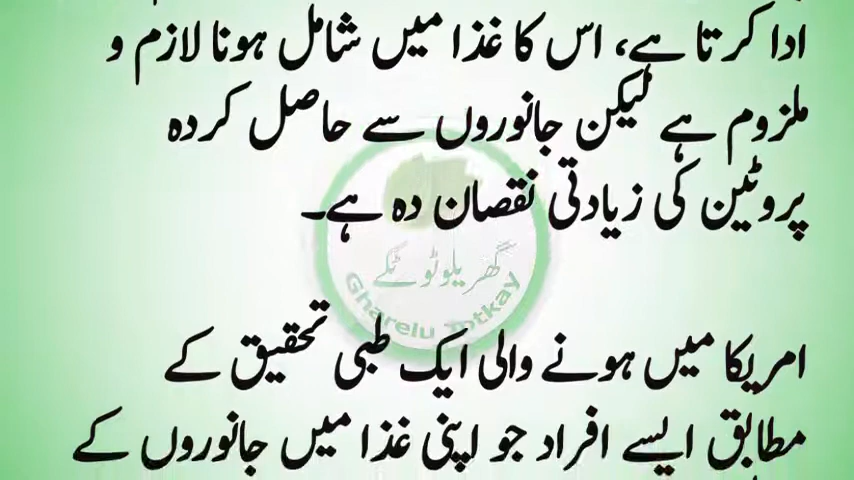 ادا کرتا ہے، اس کا غذا میں شامل ہونا لازم و
ملزوم ہے لیکن جانوروں سے حاصل کردہ
پروٹین کی زیادتی نقصان دہ ہے۔
گھریلو ٹوٹکے
Gharelu Totkay
امریکا میں ہونے والی ایک طبی تحقیق کے
مطابق ایسے افراد جو اپنی غذا میں جانوروں کے